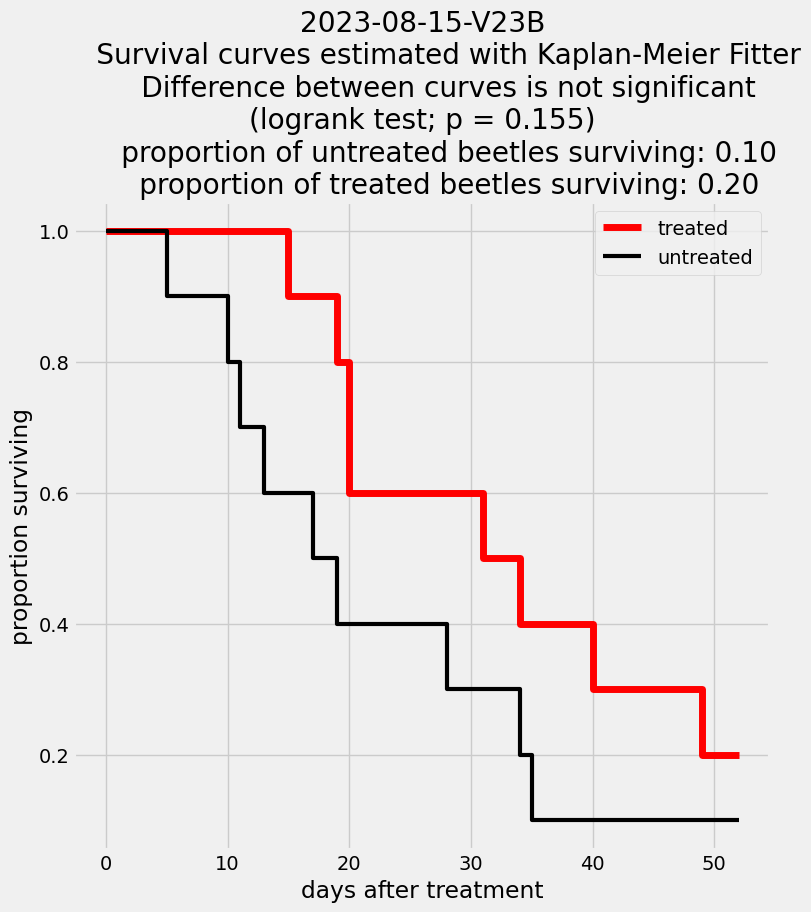 2023-08-15-V23B
Survival curves estimated with Kaplan-Meier Fitter
Difference between curves is not significant
(logrank test; p = 0.155)
proportion of untreated beetles surviving: 0.10
proportion of treated beetles surviving: 0.20
treated
untreated
1.0
0.8
0.6
0.4
0.2
proportion surviving
0 10 20 30 40 50
days after treatment